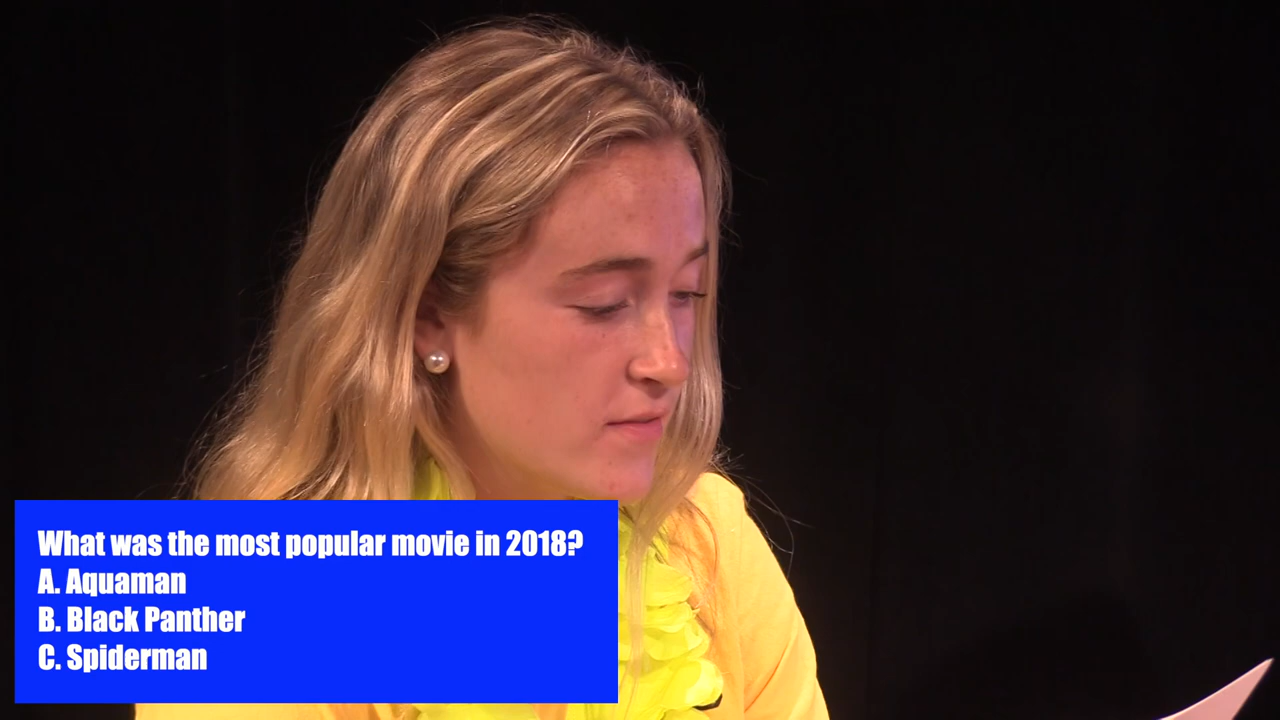 What was the most popular movie in 2018?
A. Aquaman
B. Black Panther
C. Spiderman